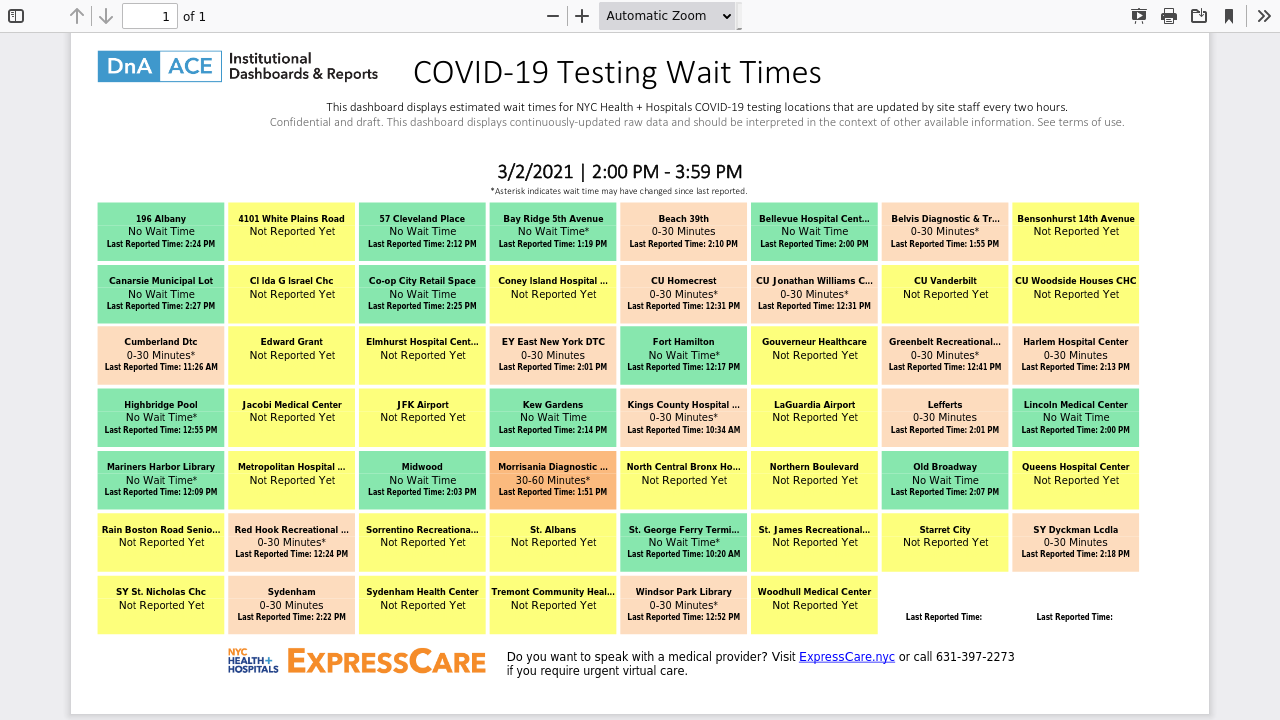 1 of 1 Automatic Zoom
DnA ACE Institutional Dashboards & Reports
COVID-19 Testing Wait Times
This dashboard displays estimated wait times for NYC Health + Hospitals COVID-19 testing locations that are updated by site staff every two hours.
Confidential and draft. This dashboard displays continuously-updated raw data and should be interpreted in the context of other available information. See terms of use.
3/2/2021 | 2:00 PM - 3:59 PM
*Asterisk indicates wait time may have changed since last reported.
196 Albany
No Wait Time
Last Reported Time: 2:24 PM
4101 White Plains Road
Not Reported Yet
57 Cleveland Place
No Wait Time
Last Reported Time: 2:12 PM
Bay Ridge 5th Avenue
No Wait Time*
Last Reported Time: 1:19 PM
Beach 39th
0-30 Minutes
Last Reported Time: 2:10 PM
Bellevue Hospital Cent...
No Wait Time
Last Reported Time: 2:00 PM
Belvis Diagnostic & Tr...
0-30 Minutes*
Last Reported Time: 1:55 PM
Bensonhurst 14th Avenue
Not Reported Yet
Canarsie Municipal Lot
No Wait Time
Last Reported Time: 2:27 PM
CI Ida G Israel Chc
Not Reported Yet
Co-op City Retail Space
No Wait Time
Last Reported Time: 2:25 PM
Coney Island Hospital ...
Not Reported Yet
CU Homecrest
0-30 Minutes*
Last Reported Time: 12:31 PM
CU Jonathan Williams C...
0-30 Minutes*
Last Reported Time: 12:31 PM
CU Vanderbilt
Not Reported Yet
CU Woodside Houses CHC
Not Reported Yet
Cumberland Dtc
0-30 Minutes*
Last Reported Time: 11:26 AM
Edward Grant
Not Reported Yet
Elmhurst Hospital Cent...
Not Reported Yet
EY East New York DTC
0-30 Minutes
Last Reported Time: 2:01 PM
Fort Hamilton
No Wait Time*
Last Reported Time: 12:17 PM
Gouverneur Healthcare
Not Reported Yet
Greenbelt Recreational...
0-30 Minutes*
Last Reported Time: 12:41 PM
Harlem Hospital Center
0-30 Minutes
Last Reported Time: 2:13 PM
Highbridge Pool
No Wait Time*
Last Reported Time: 12:55 PM
Jacobi Medical Center
Not Reported Yet
JFK Airport
Not Reported Yet
Kew Gardens
No Wait Time
Last Reported Time: 2:14 PM
Kings County Hospital ...
0-30 Minutes*
Last Reported Time: 10:34 AM
LaGuardia Airport
Not Reported Yet
Lefferts
0-30 Minutes
Last Reported Time: 2:01 PM
Lincoln Medical Center
No Wait Time
Last Reported Time: 2:00 PM
Mariners Harbor Library
No Wait Time*
Last Reported Time: 12:09 PM
Metropolitan Hospital ...
Not Reported Yet
Midwood
No Wait Time
Last Reported Time: 2:03 PM
Morrisania Diagnostic ...
30-60 Minutes*
Last Reported Time: 1:51 PM
North Central Bronx Ho...
Not Reported Yet
Northern Boulevard
Not Reported Yet
Old Broadway
No Wait Time
Last Reported Time: 2:07 PM
Queens Hospital Center
Not Reported Yet
Rain Boston Road Senio...
Not Reported Yet
Red Hook Recreational ...
0-30 Minutes*
Last Reported Time: 12:24 PM
Sorrentino Recreationa...
Not Reported Yet
St. Albans
Not Reported Yet
St. George Ferry Termi...
No Wait Time*
Last Reported Time: 10:20 AM
St. James Recreational...
Not Reported Yet
Starret City
Not Reported Yet
SY Dyckman Lcdla
0-30 Minutes
Last Reported Time: 2:18 PM
SY St. Nicholas Chc
Not Reported Yet
Sydenham
0-30 Minutes
Last Reported Time: 2:22 PM
Sydenham Health Center
Not Reported Yet
Tremont Community Heal...
Not Reported Yet
Windsor Park Library
0-30 Minutes*
Last Reported Time: 12:52 PM
Woodhull Medical Center
Not Reported Yet
Last Reported Time:
Last Reported Time:
NYC
HEALTH+
HOSPITALS
EXPRESSCARE
Do you want to speak with a medical provider? Visit ExpressCare.nyc or call 631-397-2273
if you require urgent virtual care.